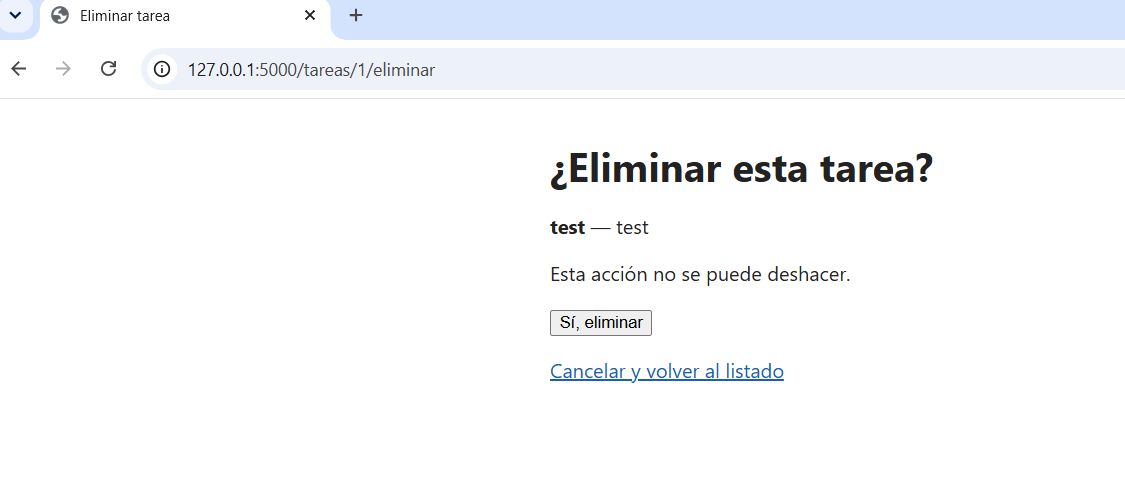 Eliminar tarea
127.0.0.1:5000/tareas/1/eliminar
¿Eliminar esta tarea?
test — test
Esta acción no se puede deshacer.
Sí, eliminar
Cancelar y volver al listado